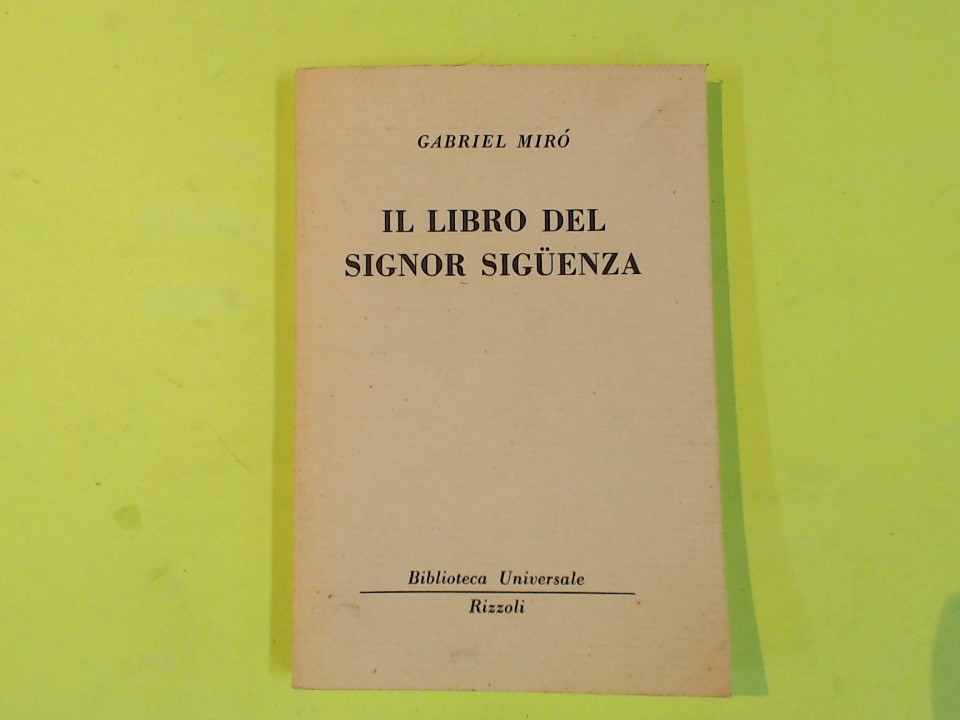 GABRIEL MIRÓ
IL LIBRO DEL
SIGNOR SIGÜENZA
Biblioteca Universale
Rizzoli